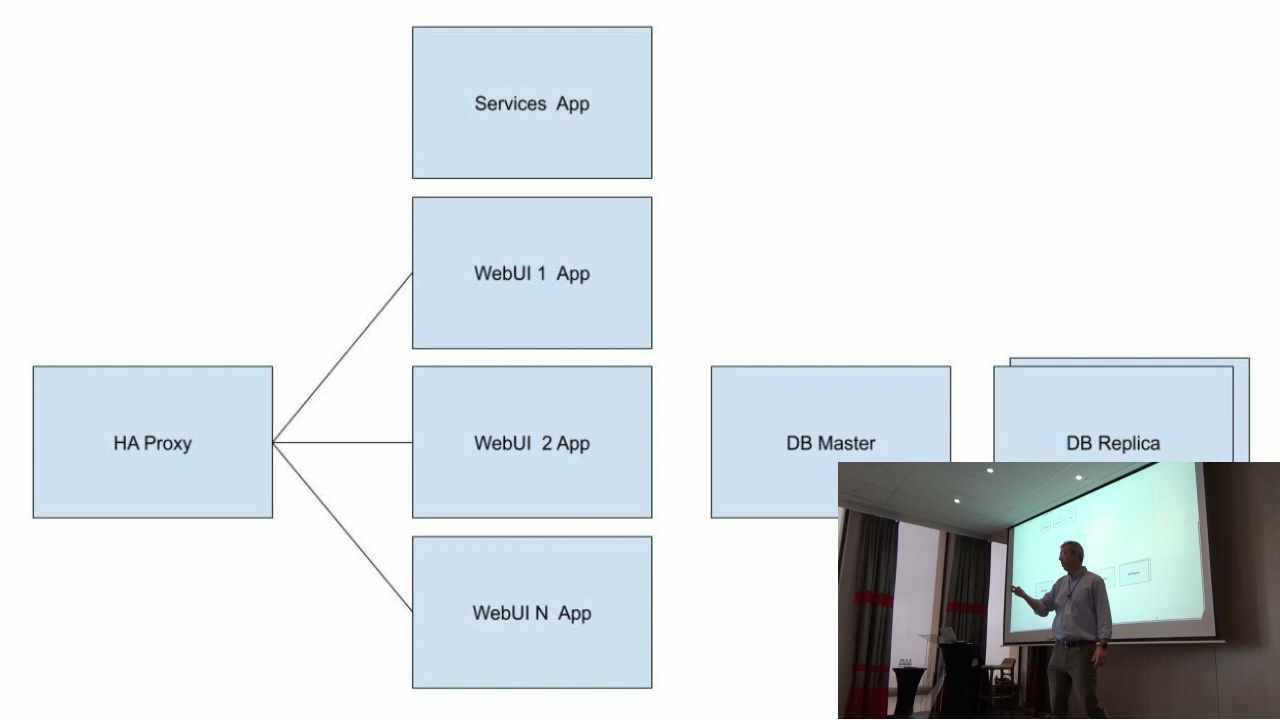 Services App
WebUI 1 App
HA Proxy
WebUI 2 App
DB Master
DB Replica
WebUI N App